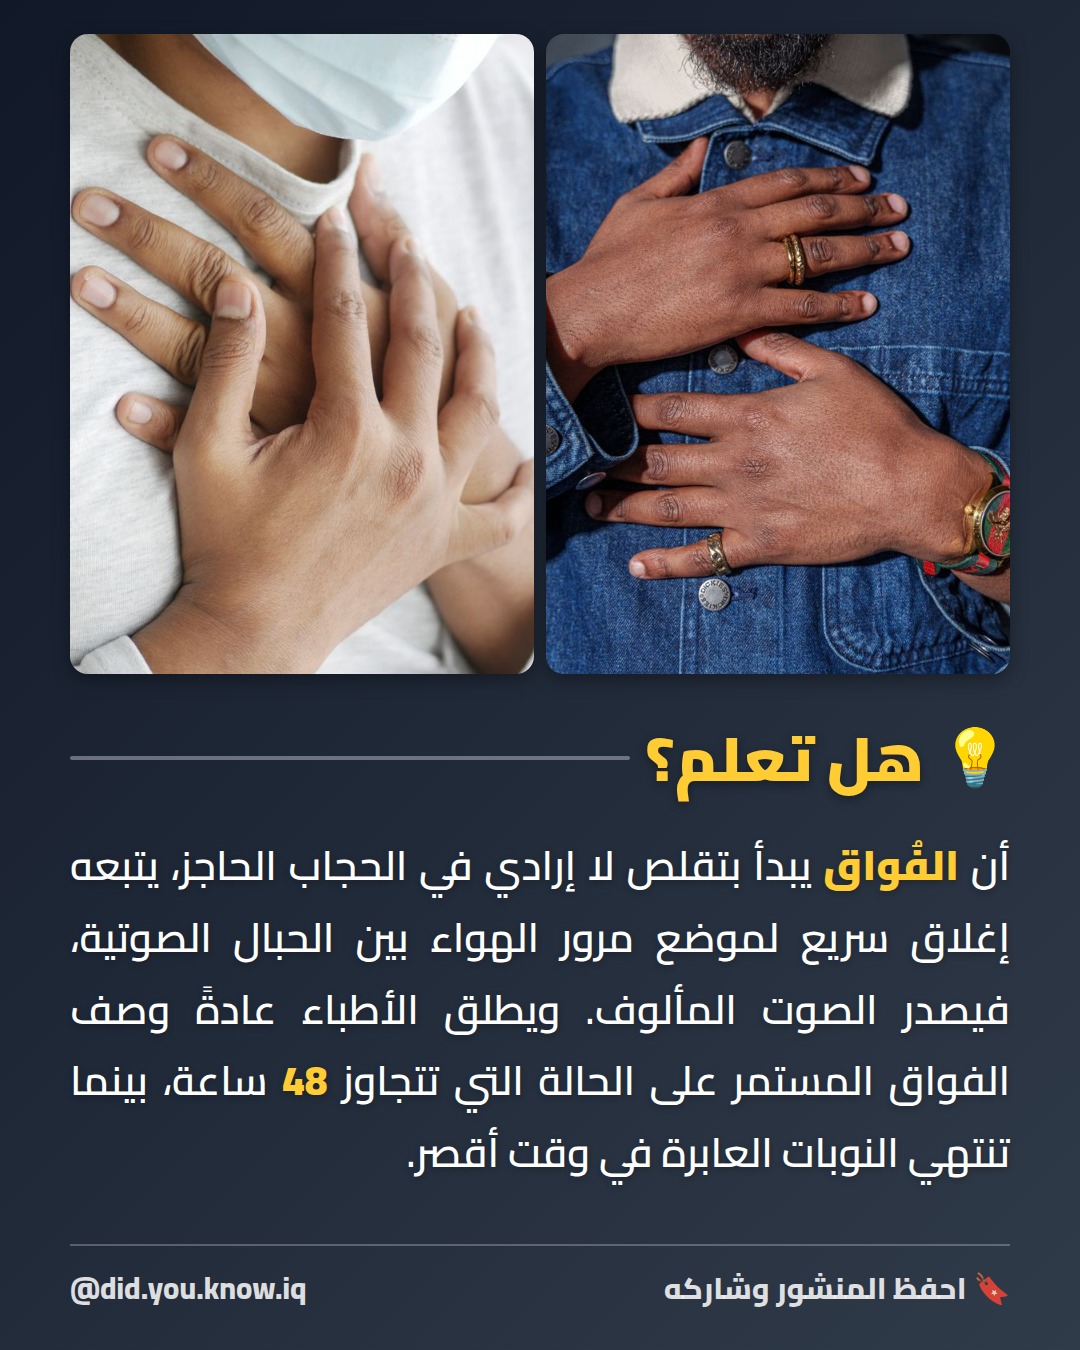 💡 هل تعلم؟
أن الفُواق يبدأ بتقلص لا إرادي في الحجاب الحاجز، يتبعه
إغلاق سريع لموضع مرور الهواء بين الحبال الصوتية،
فيصدر الصوت المألوف. ويطلق الأطباء عادةً وصف
الفواق المستمر على الحالة التي تتجاوز 48 ساعة، بينما
تنتهي النوبات العابرة في وقت أقصر.
🔖 احفظ المنشور وشاركه
@did.you.know.iq